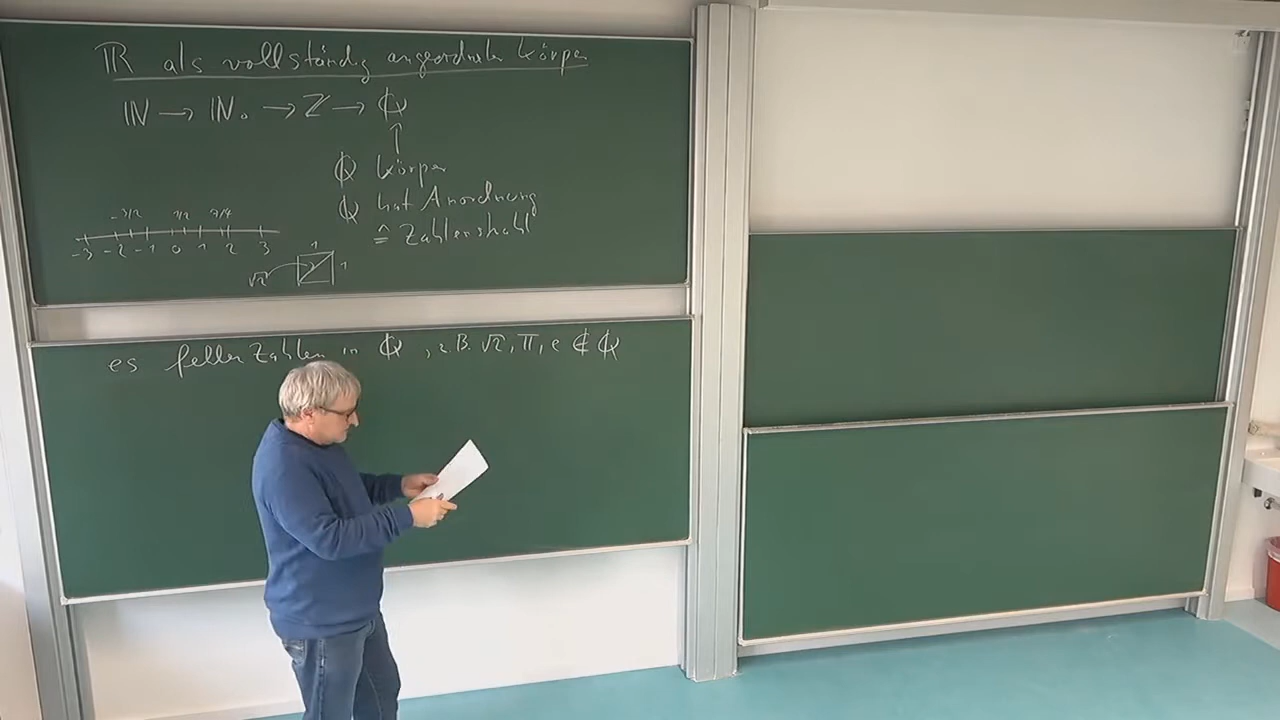 ℝ als vollständig angeordneter Körper
ℕ → ℕ₀ → ℤ → ℚ
↑
ℚ Körper
ℚ hat Anordnung
≙ Zahlenstrahl
-3/2 1/2 7/4
-3 -2 -1 0 1 2 3
1
√2 1
es fehlen Zahlen in ℚ, z.B. √2, π, e ∉ ℚ